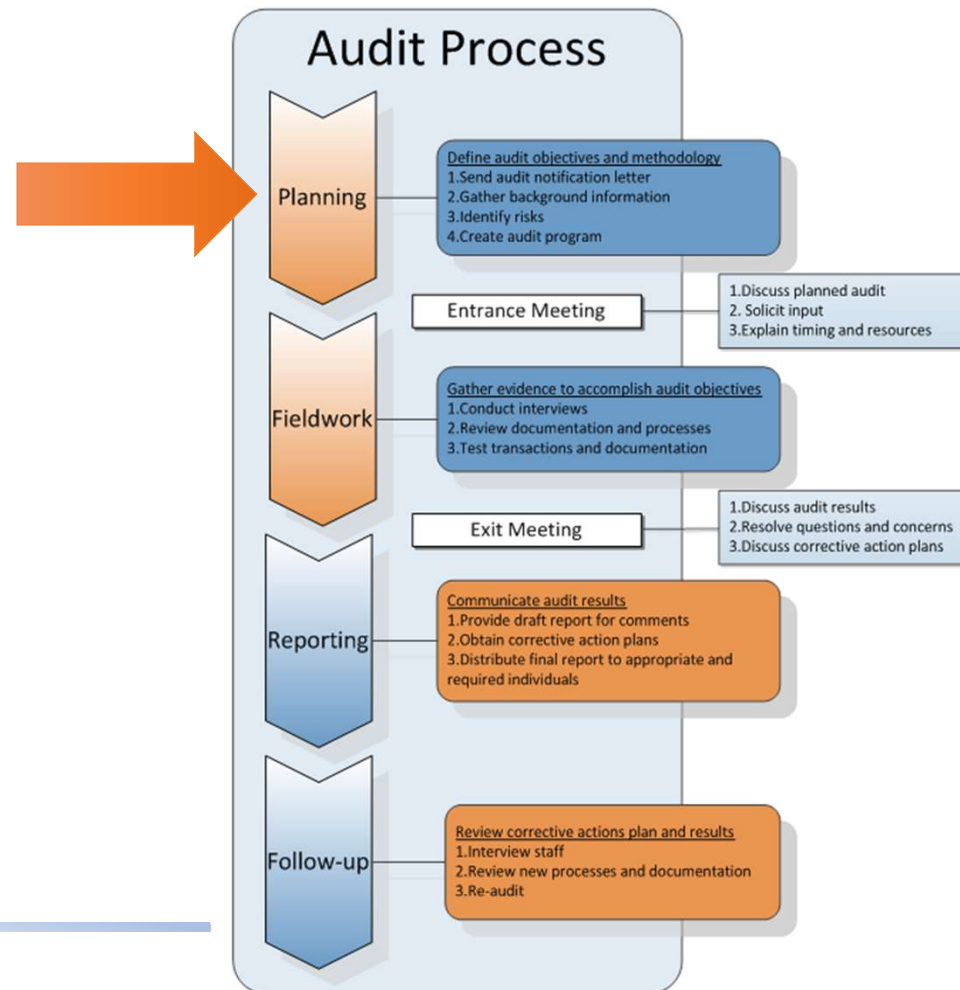 Audit Process
Planning
Define audit objectives and methodology
1.Send audit notification letter
2.Gather background information
3.Identify risks
4.Create audit program
Entrance Meeting
1.Discuss planned audit
2. Solicit input
3.Explain timing and resources
Fieldwork
Gather evidence to accomplish audit objectives
1.Conduct interviews
2.Review documentation and processes
3.Test transactions and documentation
Exit Meeting
1.Discuss audit results
2.Resolve questions and concerns
3.Discuss corrective action plans
Reporting
Communicate audit results
1.Provide draft report for comments
2.Obtain corrective action plans
3.Distribute final report to appropriate and
required individuals
Follow-up
Review corrective actions plan and results
1.Interview staff
2.Review new processes and documentation
3.Re-audit